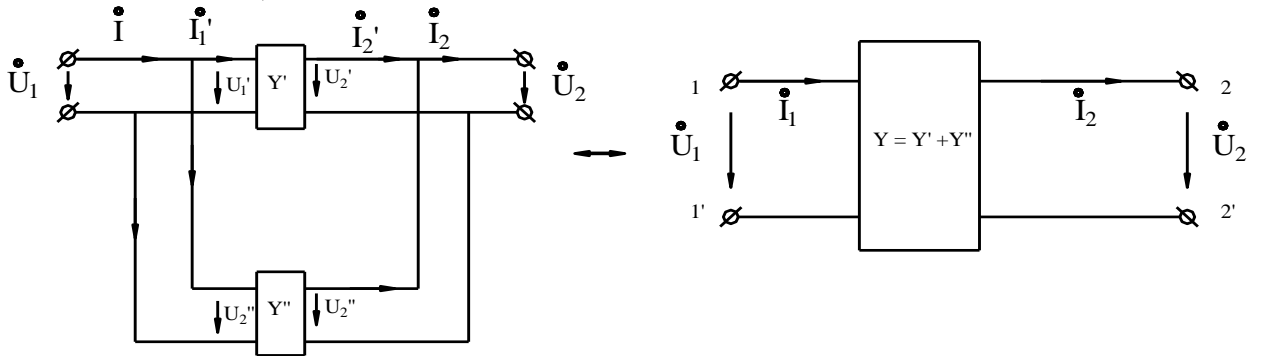 İ İ₁' İ₂' İ₂
U̇₁ U₁' Y' U₂' U̇₂
U₂'' Y'' U₂''
1 İ₁ İ₂ 2
U̇₁ Y = Y' +Y'' U̇₂
1' 2'